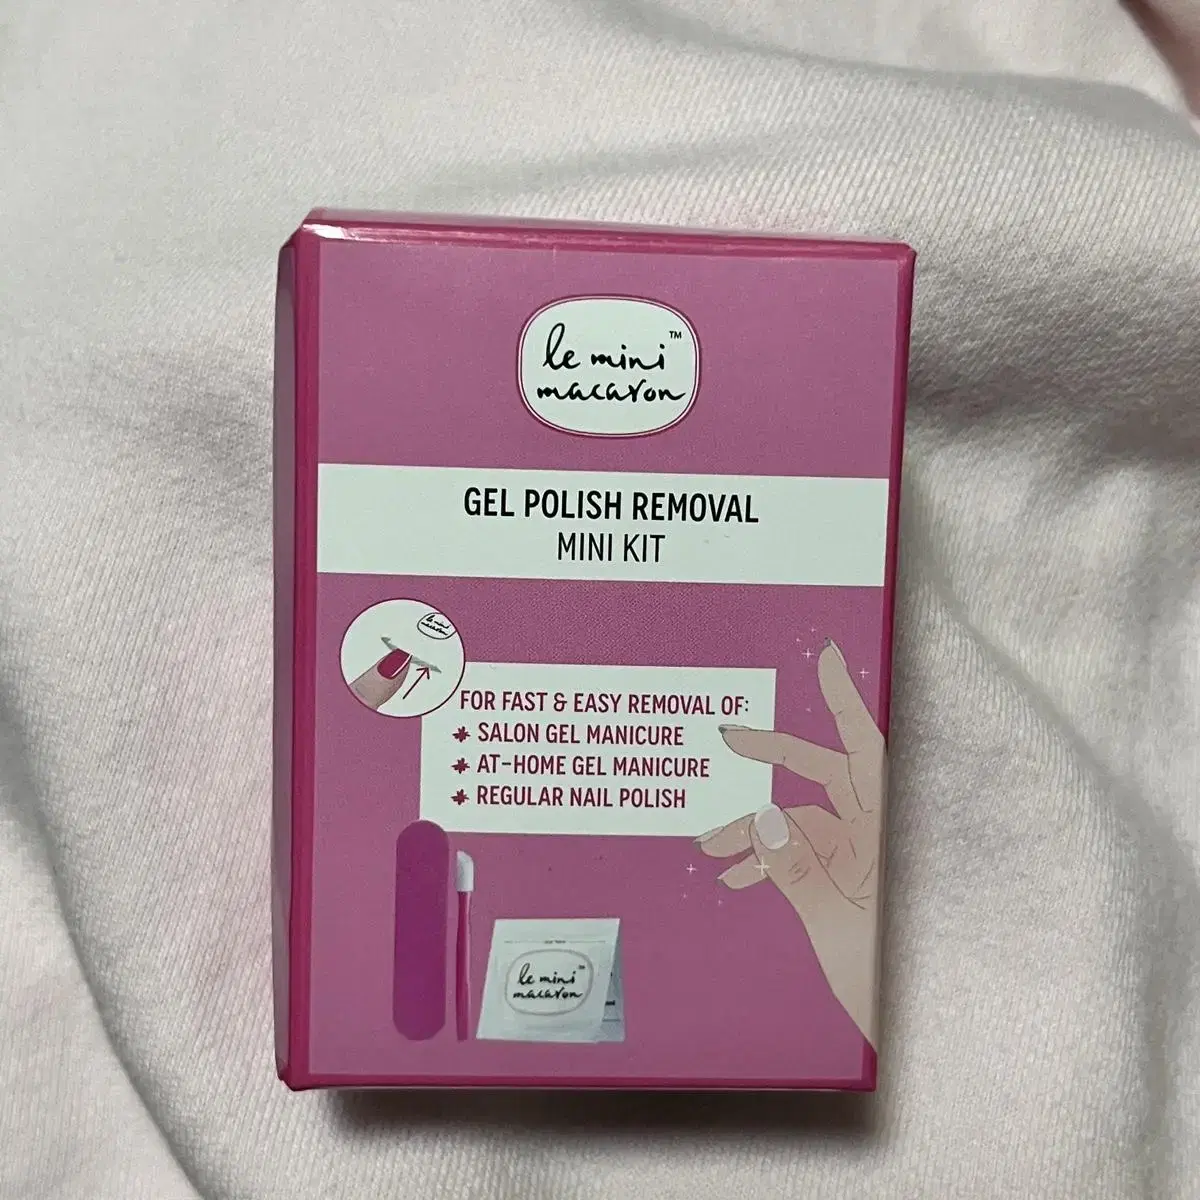 le mini™
macaron
GEL POLISH REMOVAL
MINI KIT
le mini
macaron
FOR FAST & EASY REMOVAL OF:
SALON GEL MANICURE
AT-HOME GEL MANICURE
REGULAR NAIL POLISH
le mini™
macaron